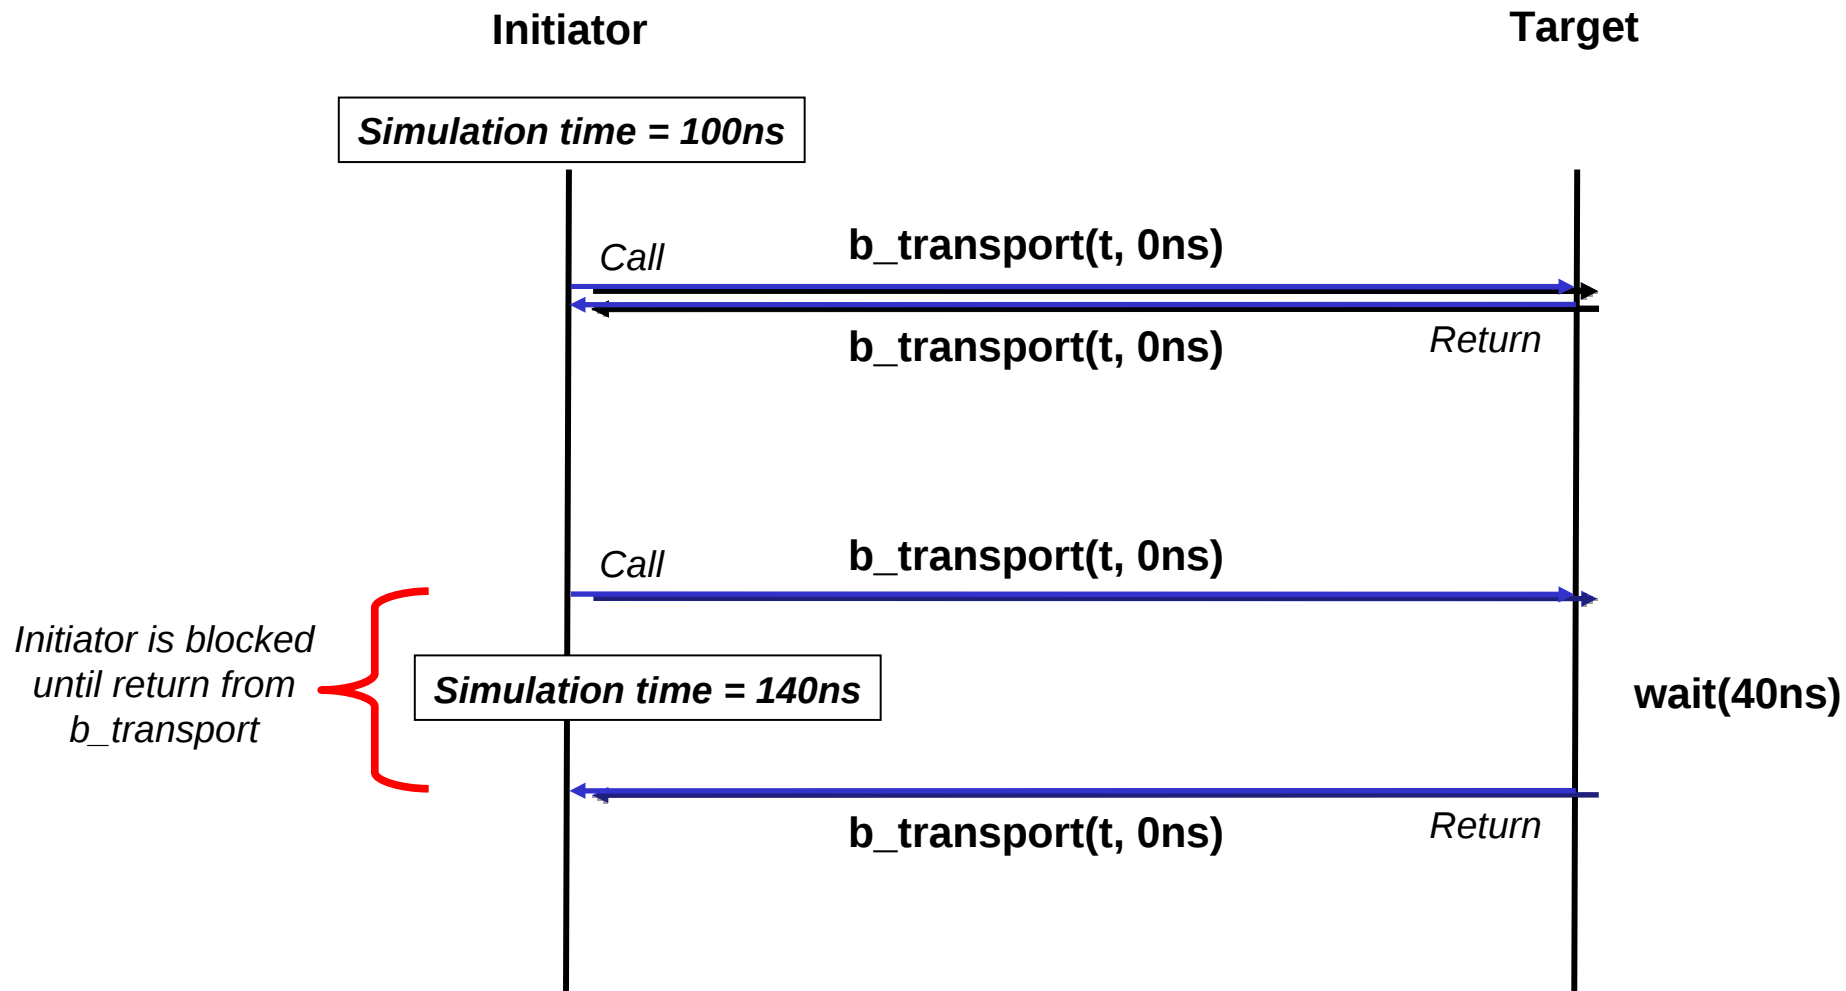 Initiator
Target
Simulation time = 100ns
Call
b_transport(t, 0ns)
b_transport(t, 0ns)
Return
Call
b_transport(t, 0ns)
Initiator is blocked
until return from
b_transport
Simulation time = 140ns
wait(40ns)
b_transport(t, 0ns)
Return